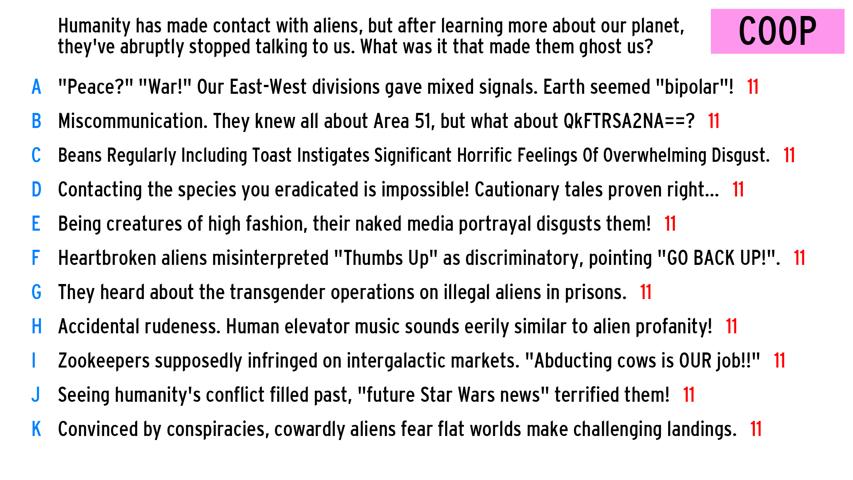 Humanity has made contact with aliens, but after learning more about our planet,
they've abruptly stopped talking to us. What was it that made them ghost us?
COOP
A "Peace?" "War!" Our East-West divisions gave mixed signals. Earth seemed "bipolar"! 11
B Miscommunication. They knew all about Area 51, but what about QkFTRSA2NA==? 11
C Beans Regularly Including Toast Instigates Significant Horrific Feelings Of Overwhelming Disgust. 11
D Contacting the species you eradicated is impossible! Cautionary tales proven right... 11
E Being creatures of high fashion, their naked media portrayal disgusts them! 11
F Heartbroken aliens misinterpreted "Thumbs Up" as discriminatory, pointing "GO BACK UP!". 11
G They heard about the transgender operations on illegal aliens in prisons. 11
H Accidental rudeness. Human elevator music sounds eerily similar to alien profanity! 11
I Zookeepers supposedly infringed on intergalactic markets. "Abducting cows is OUR job!!" 11
J Seeing humanity's conflict filled past, "future Star Wars news" terrified them! 11
K Convinced by conspiracies, cowardly aliens fear flat worlds make challenging landings. 11